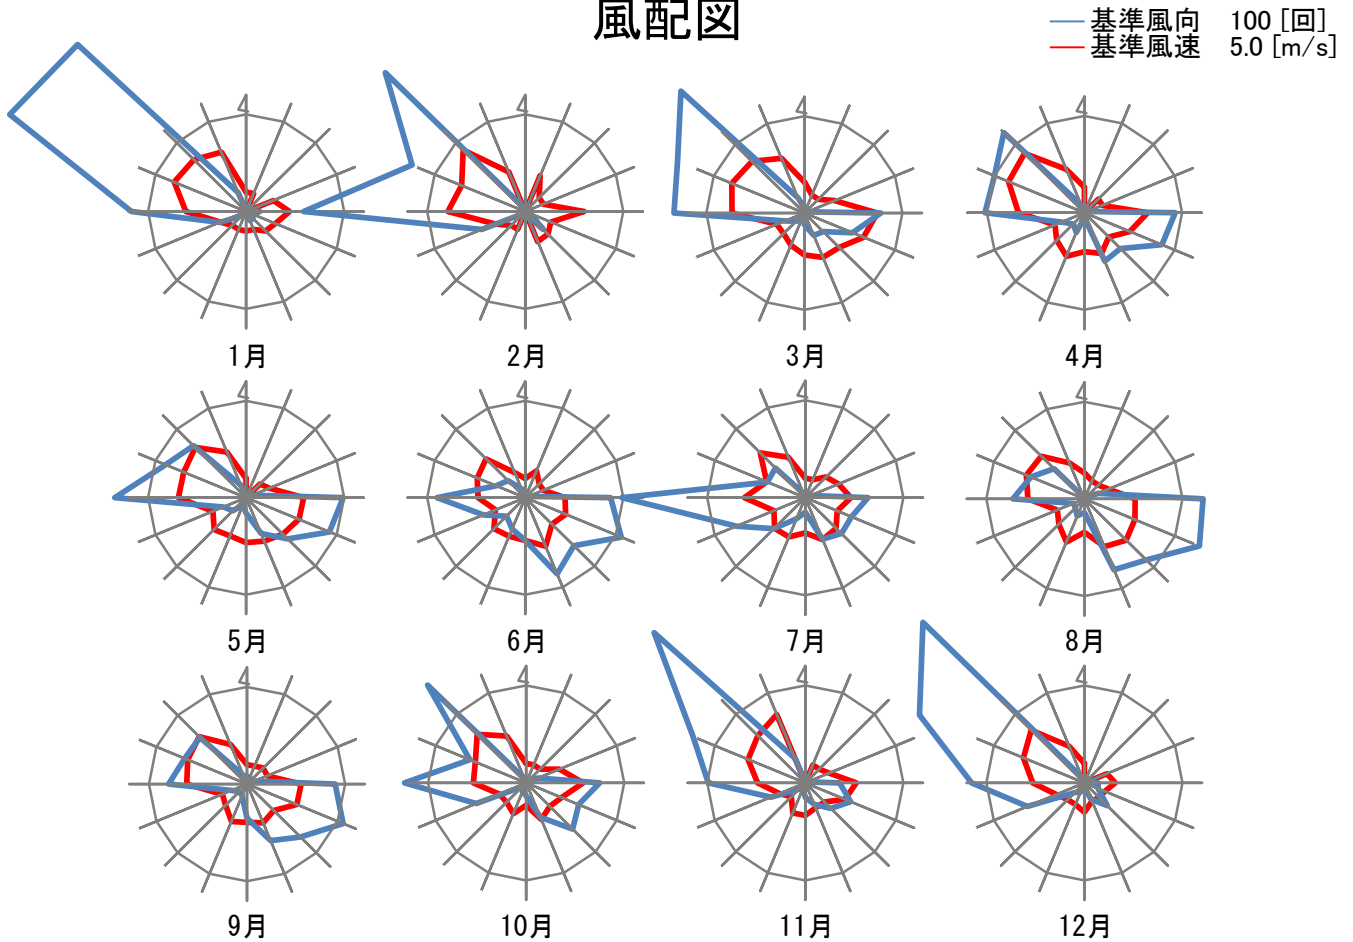 風配図
基準風向 100 [回]
基準風速 5.0 [m/s]
1月
2月
3月
4月
5月
6月
7月
8月
9月
10月
11月
12月